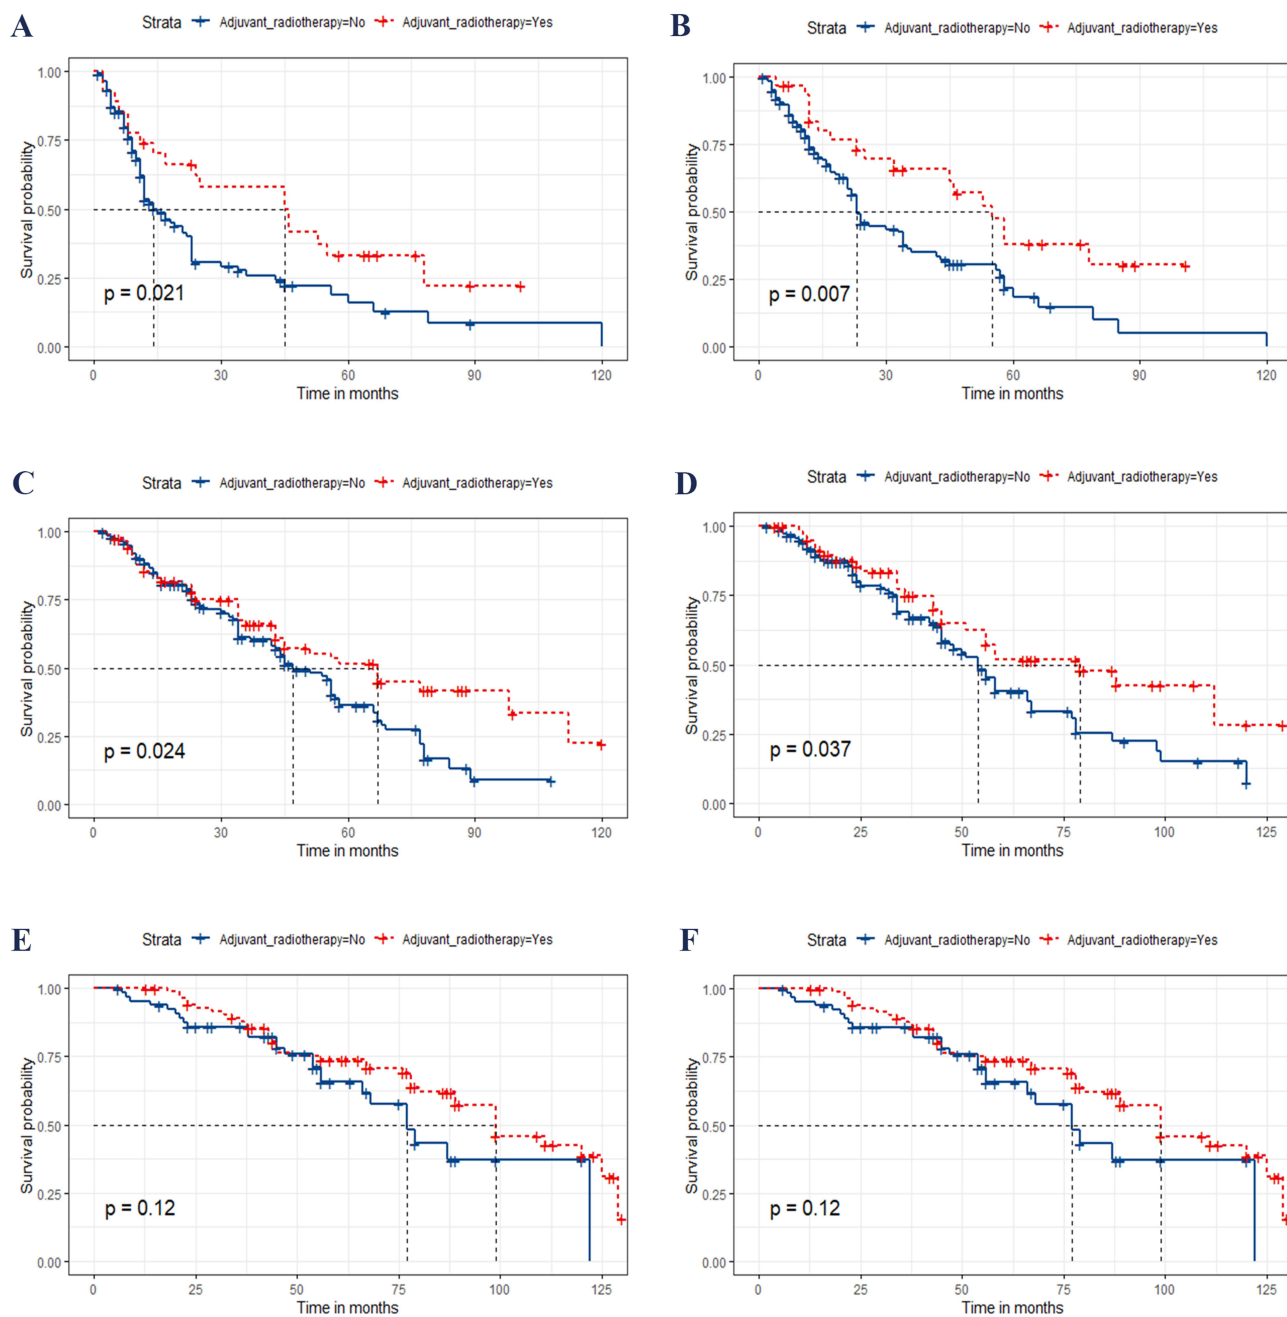 A
Strata Adjuvant_radiotherapy=No Adjuvant_radiotherapy=Yes
Survival probability
1.00
0.75
0.50
0.25
0.00
p = 0.021
0 30 60 90 120
Time in months
B
Strata Adjuvant_radiotherapy=No Adjuvant_radiotherapy=Yes
Survival probability
1.00
0.75
0.50
0.25
0.00
p = 0.007
0 30 60 90 120
Time in months
C
Strata Adjuvant_radiotherapy=No Adjuvant_radiotherapy=Yes
Survival probability
1.00
0.75
0.50
0.25
0.00
p = 0.024
0 30 60 90 120
Time in months
D
Strata Adjuvant_radiotherapy=No Adjuvant_radiotherapy=Yes
Survival probability
1.00
0.75
0.50
0.25
0.00
p = 0.037
0 25 50 75 100 125
Time in months
E
Strata Adjuvant_radiotherapy=No Adjuvant_radiotherapy=Yes
Survival probability
1.00
0.75
0.50
0.25
0.00
p = 0.12
0 25 50 75 100 125
Time in months
F
Strata Adjuvant_radiotherapy=No Adjuvant_radiotherapy=Yes
Survival probability
1.00
0.75
0.50
0.25
0.00
p = 0.12
0 25 50 75 100 125
Time in months